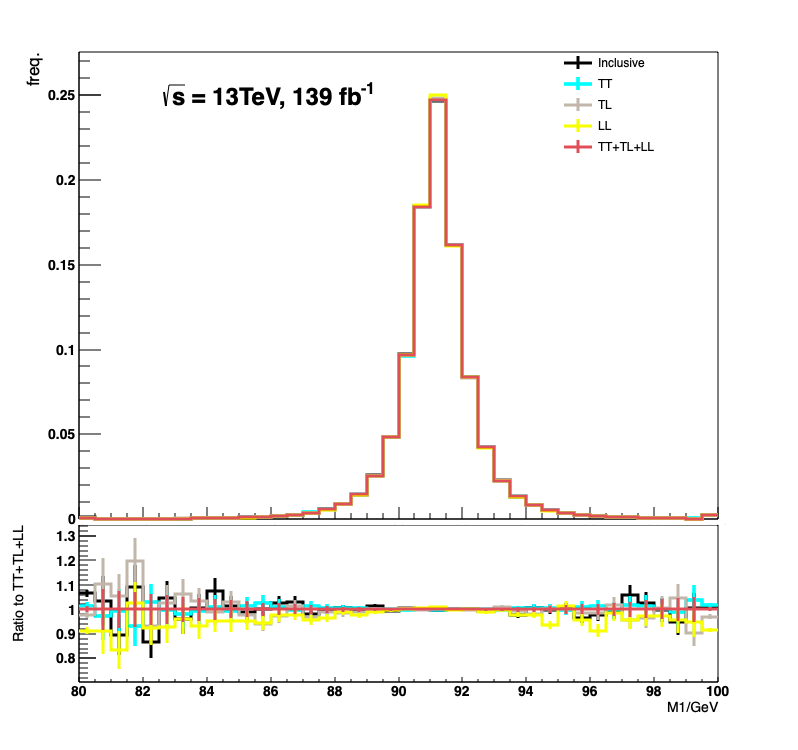 freq.
√s = 13TeV, 139 fb-1
Inclusive
TT
TL
LL
TT+TL+LL
0.25
0.2
0.15
0.1
0.05
0
Ratio to TT+TL+LL
1.3
1.2
1.1
1
0.9
0.8
80 82 84 86 88 90 92 94 96 98 100
M1/GeV